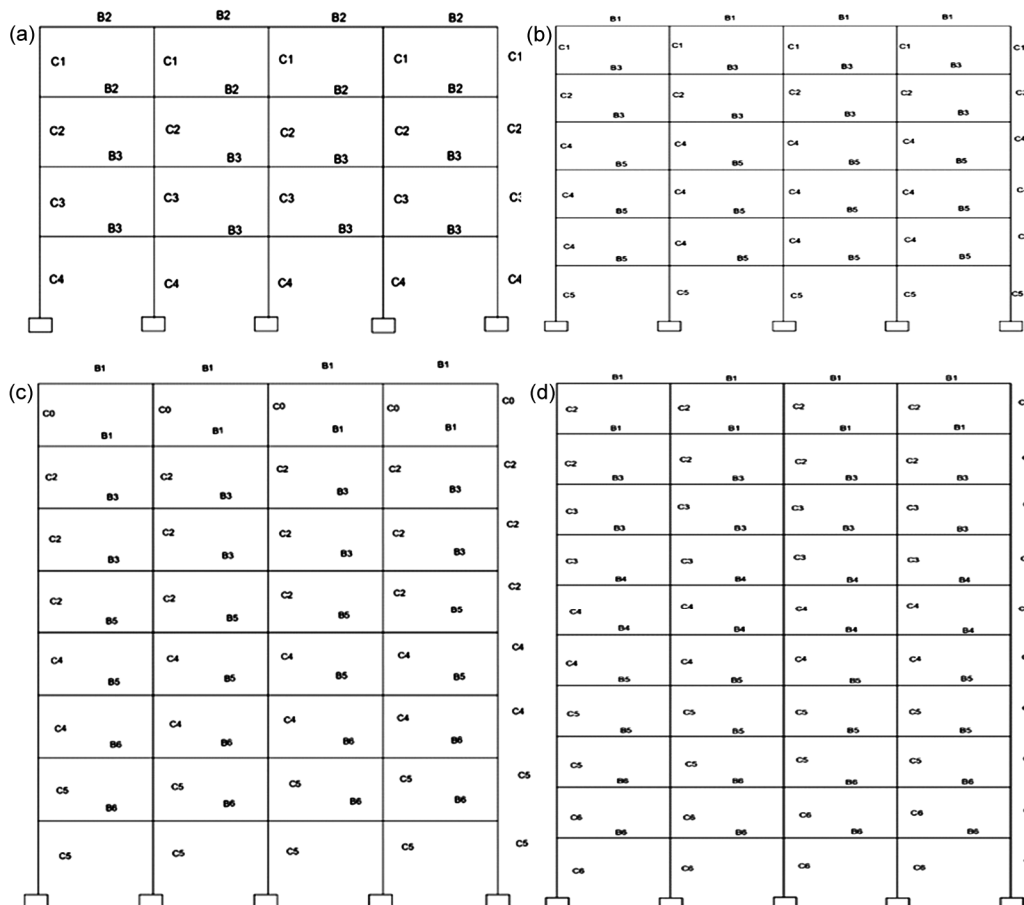 (a) B2 B2 B2 B2
C1 C1 C1 C1 C1
B2 B2 B2 B2
C2 C2 C2 C2 C2
B3 B3 B3 B3
C3 C3 C3 C3
B3 B3 B3 B3
C4 C4 C4 C4 C4
(b) B1 B1 B1 B1
C1 C1 C1 C1
B3 B3 B3 B3
C2 C2 C2 C2
B3 B3 B3 B3
C4 C4 C4 C4
B5 B5 B5 B5
C4 C4 C4 C4
B5 B5 B5 B5
C4 C4 C4 C4
B5 B5 B5 B5
C5 C5 C5 C5 C5
(c) B1 B1 B1 B1
C0 C0 C0 C0 C0
B1 B1 B1 B1
C2 C2 C2 C2 C2
B3 B3 B3 B3
C2 C2 C2 C2 C2
B3 B3 B3 B3
C2 C2 C2 C2 C2
B5 B5 B5 B5
C4 C4 C4 C4 C4
B5 B5 B5 B5
C4 C4 C4 C4 C4
B6 B6 B6 B6
C5 C5 C5 C5 C5
B6 B6 B6 B6
C5 C5 C5 C5 C5
(d) B1 B1 B1 B1
C2 C2 C2 C2
B1 B1 B1 B1
C2 C2 C2 C2
B3 B3 B3 B3
C3 C3 C3 C3
B3 B3 B3 B3
C3 C3 C3 C3
B4 B4 B4 B4
C4 C4 C4 C4
B4 B4 B4 B4
C4 C4 C4 C4
B5 B5 B5 B5
C5 C5 C5 C5
B5 B5 B5 B5
C5 C5 C5 C5
B6 B6 B6 B6
C6 C6 C6 C6
B6 B6 B6 B6
C6 C6 C6 C6